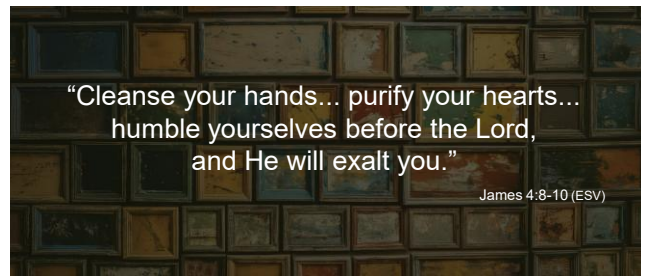 “Cleanse your hands... purify your hearts...
humble yourselves before the Lord,
and He will exalt you.”
James 4:8-10 (ESV)